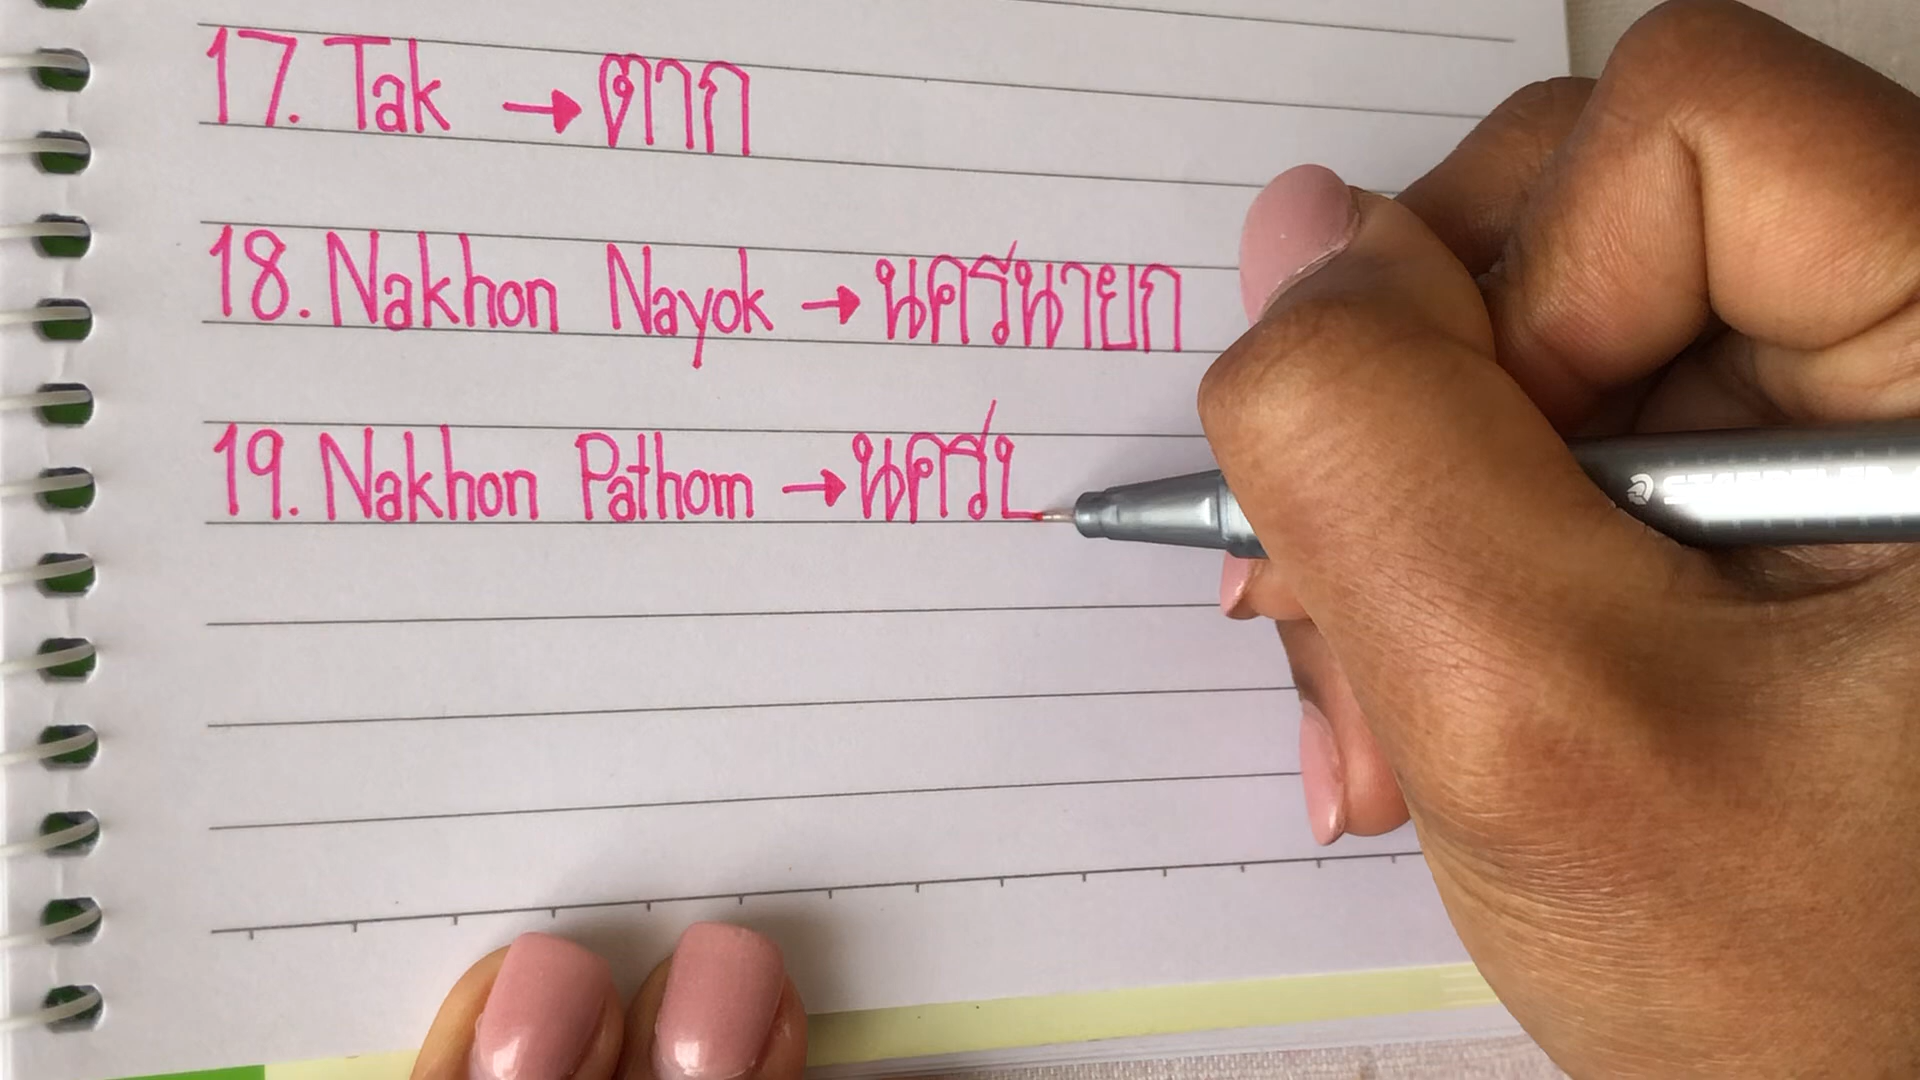 17. Tak → ตาก
18. Nakhon Nayok → นครนายก
19. Nakhon Pathom → นคร